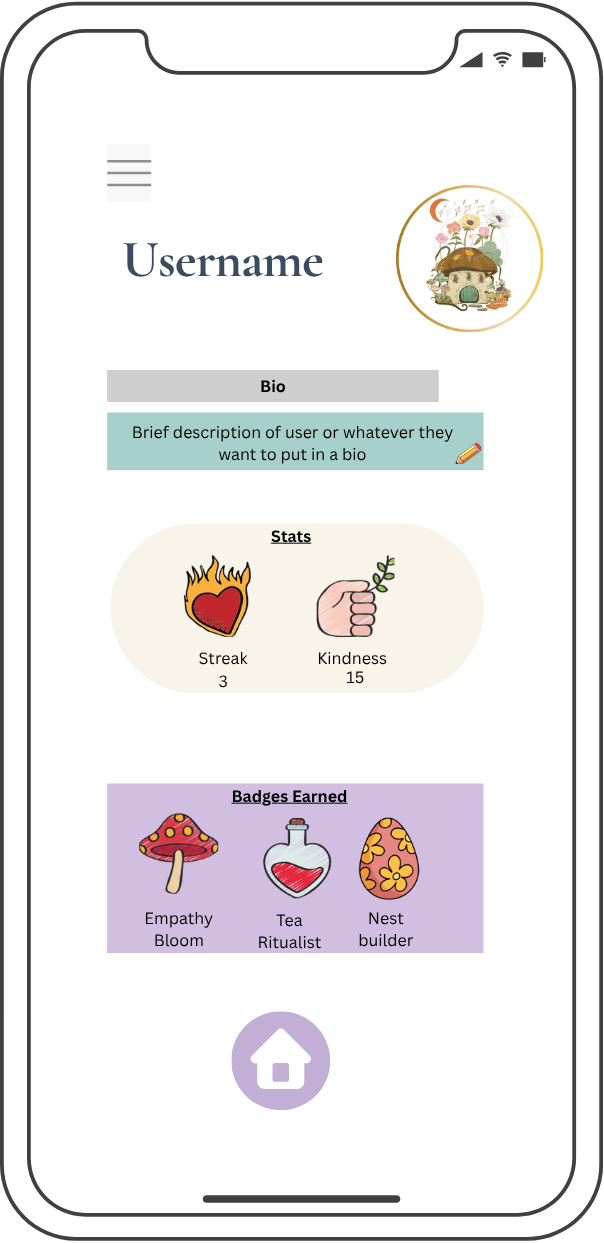 Username
Bio
Brief description of user or whatever they
want to put in a bio
Stats
Streak
3
Kindness
15
Badges Earned
Empathy
Bloom
Tea
Ritualist
Nest
builder